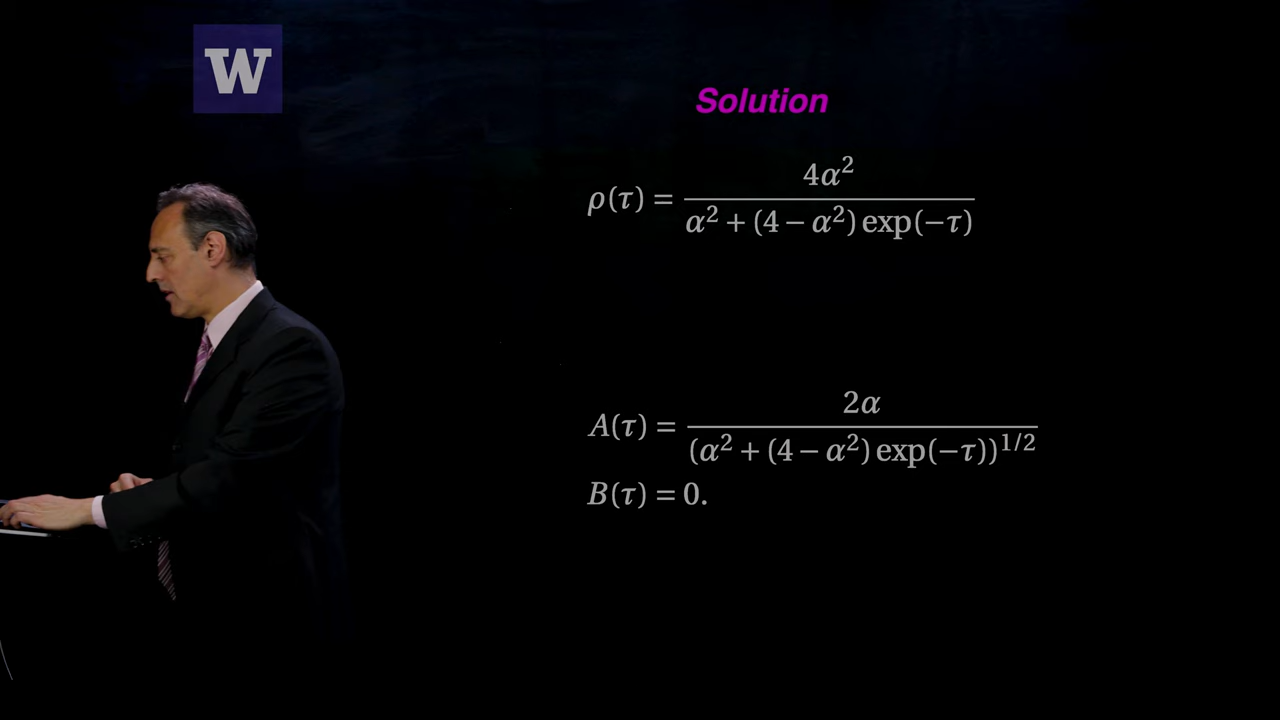 W
Solution
ρ(τ) = 4α² / (α² + (4 − α²) exp(−τ))
A(τ) = 2α / (α² + (4 − α²) exp(−τ))^{1/2}
B(τ) = 0.